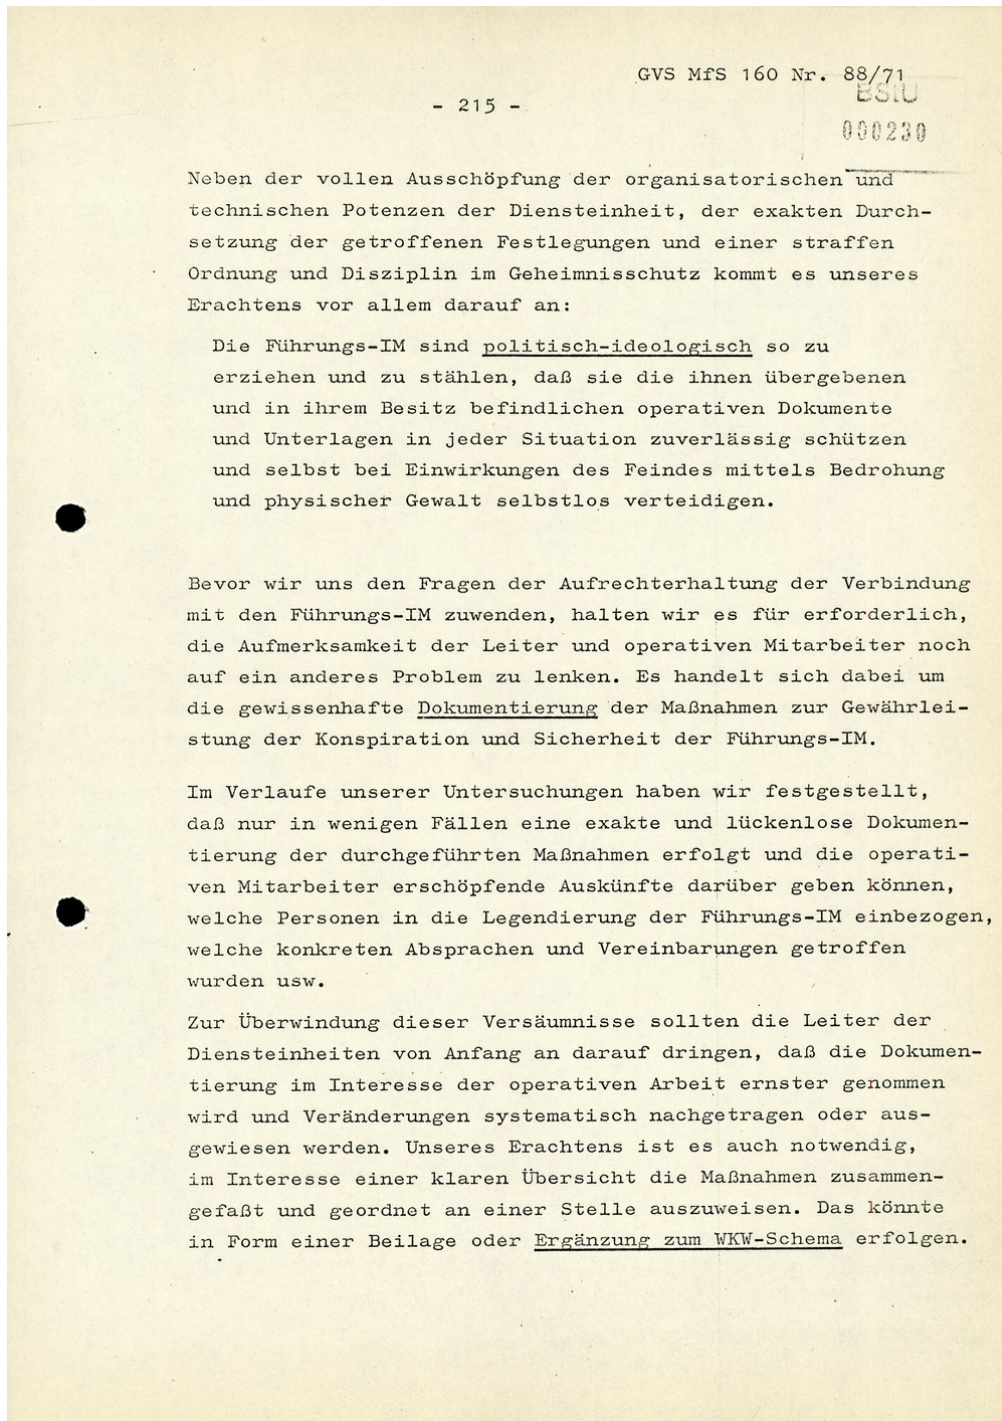 GVS MfS 160 Nr. 88/71
BStU
- 215 -
000230
Neben der vollen Ausschöpfung der organisatorischen und
technischen Potenzen der Diensteinheit, der exakten Durch-
setzung der getroffenen Festlegungen und einer straffen
Ordnung und Disziplin im Geheimnisschutz kommt es unseres
Erachtens vor allem darauf an:
Die Führungs-IM sind politisch-ideologisch so zu
erziehen und zu stählen, daß sie die ihnen übergebenen
und in ihrem Besitz befindlichen operativen Dokumente
und Unterlagen in jeder Situation zuverlässig schützen
und selbst bei Einwirkungen des Feindes mittels Bedrohung
und physischer Gewalt selbstlos verteidigen.
Bevor wir uns den Fragen der Aufrechterhaltung der Verbindung
mit den Führungs-IM zuwenden, halten wir es für erforderlich,
die Aufmerksamkeit der Leiter und operativen Mitarbeiter noch
auf ein anderes Problem zu lenken. Es handelt sich dabei um
die gewissenhafte Dokumentierung der Maßnahmen zur Gewährlei-
stung der Konspiration und Sicherheit der Führungs-IM.
Im Verlaufe unserer Untersuchungen haben wir festgestellt,
daß nur in wenigen Fällen eine exakte und lückenlose Dokumen-
tierung der durchgeführten Maßnahmen erfolgt und die operati-
ven Mitarbeiter erschöpfende Auskünfte darüber geben können,
welche Personen in die Legendierung der Führungs-IM einbezogen,
welche konkreten Absprachen und Vereinbarungen getroffen
wurden usw.
Zur Überwindung dieser Versäumnisse sollten die Leiter der
Diensteinheiten von Anfang an darauf dringen, daß die Dokumen-
tierung im Interesse der operativen Arbeit ernster genommen
wird und Veränderungen systematisch nachgetragen oder aus-
gewiesen werden. Unseres Erachtens ist es auch notwendig,
im Interesse einer klaren Übersicht die Maßnahmen zusammen-
gefaßt und geordnet an einer Stelle auszuweisen. Das könnte
in Form einer Beilage oder Ergänzung zum WKW-Schema erfolgen.